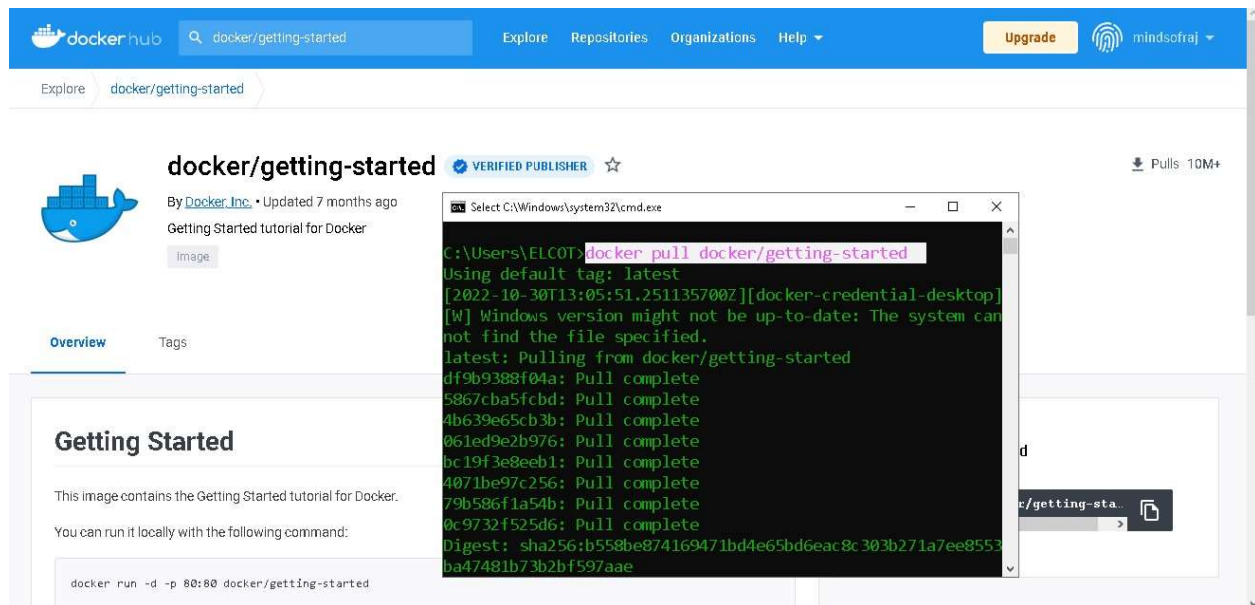 dockerhub docker/getting-started Explore Repositories Organizations Help Upgrade mindsofraj
Explore docker/getting-started
docker/getting-started VERIFIED PUBLISHER Pulls 10M+
By Docker, Inc. • Updated 7 months ago
Getting Started tutorial for Docker
Image
Overview Tags
Getting Started
This image contains the Getting Started tutorial for Docker.
You can run it locally with the following command:
docker run -d -p 80:80 docker/getting-started
Select C:\Windows\system32\cmd.exe
C:\Users\ELCOT>docker pull docker/getting-started
Using default tag: latest
[2022-10-30T13:05:51.251135700Z][docker-credential-desktop]
[W] Windows version might not be up-to-date: The system can
not find the file specified.
latest: Pulling from docker/getting-started
df9b9388f04a: Pull complete
5867cba5fcbd: Pull complete
4b639e65cb3b: Pull complete
061ed9e2b976: Pull complete
bc19f3e8eeb1: Pull complete
4071be97c256: Pull complete
79b586f1a54b: Pull complete
0c9732f525d6: Pull complete
Digest: sha256:b558be874169471bd4e65bd6eac8c303b271a7ee8553
ba47481b73b2bf597aae
d
r/getting-sta..